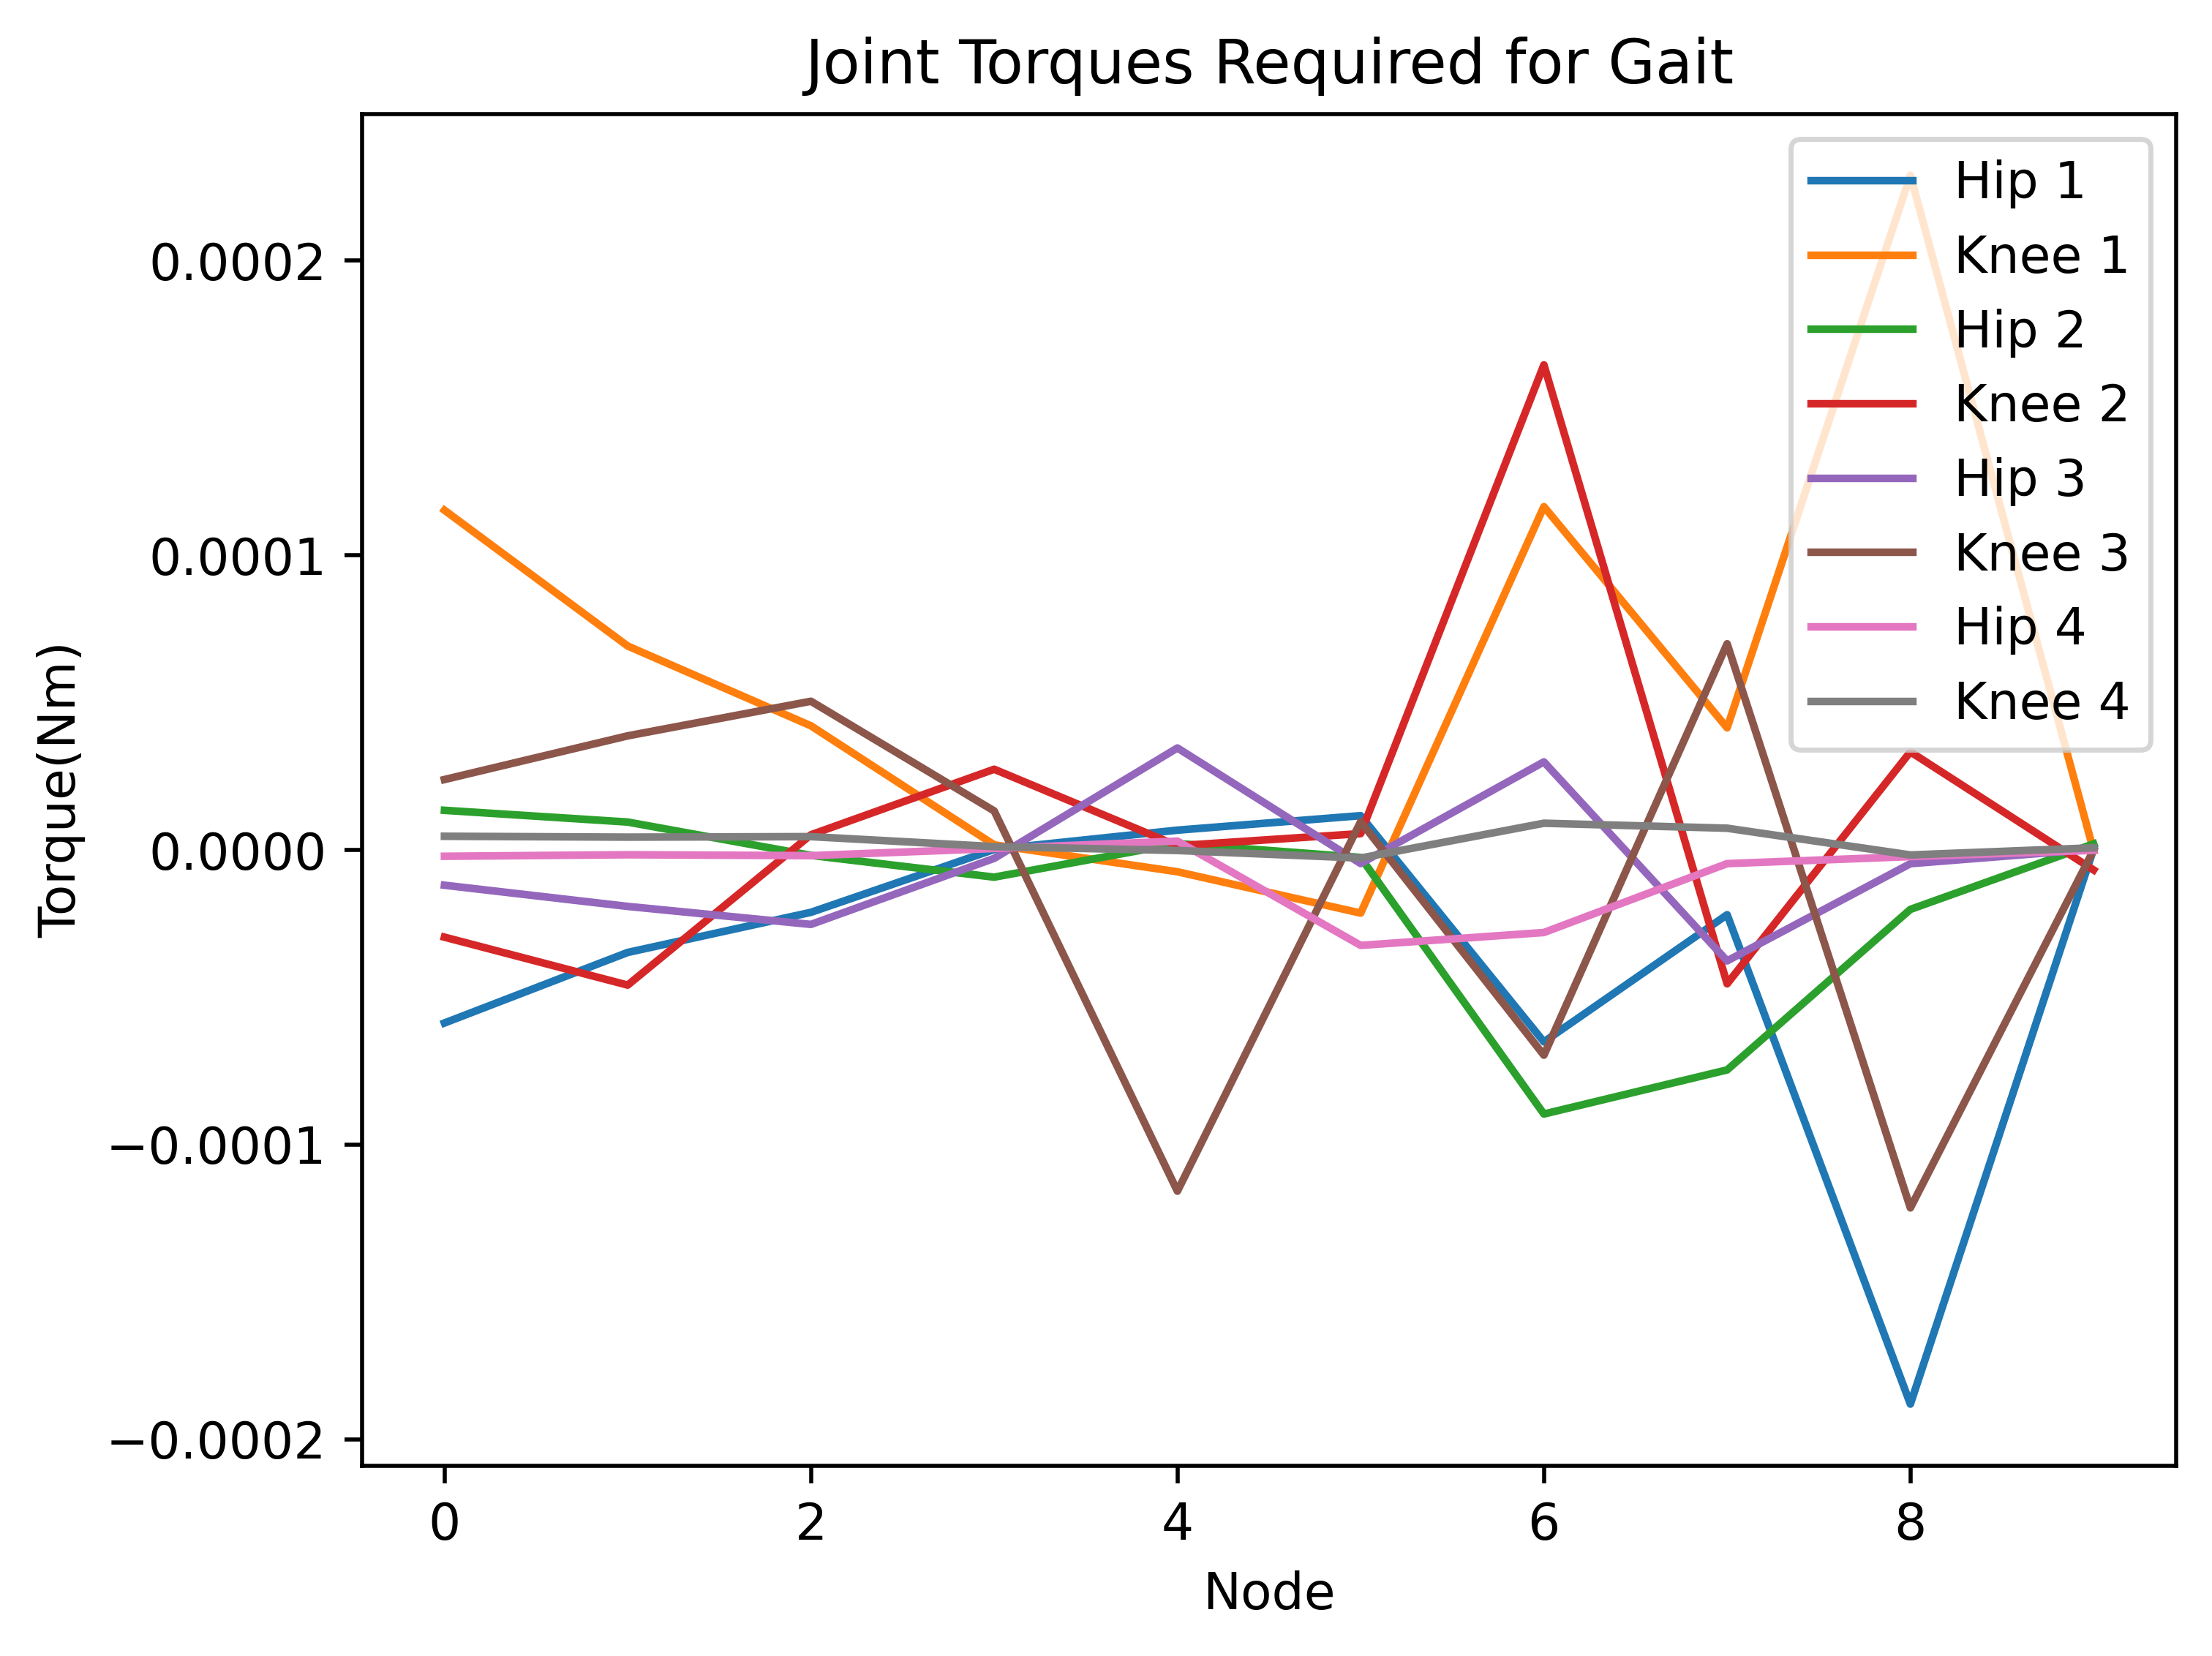 Joint Torques Required for Gait
Torque(Nm)
0.0002
0.0001
0.0000
−0.0001
−0.0002
0 2 4 6 8
Node
Hip 1
Knee 1
Hip 2
Knee 2
Hip 3
Knee 3
Hip 4
Knee 4